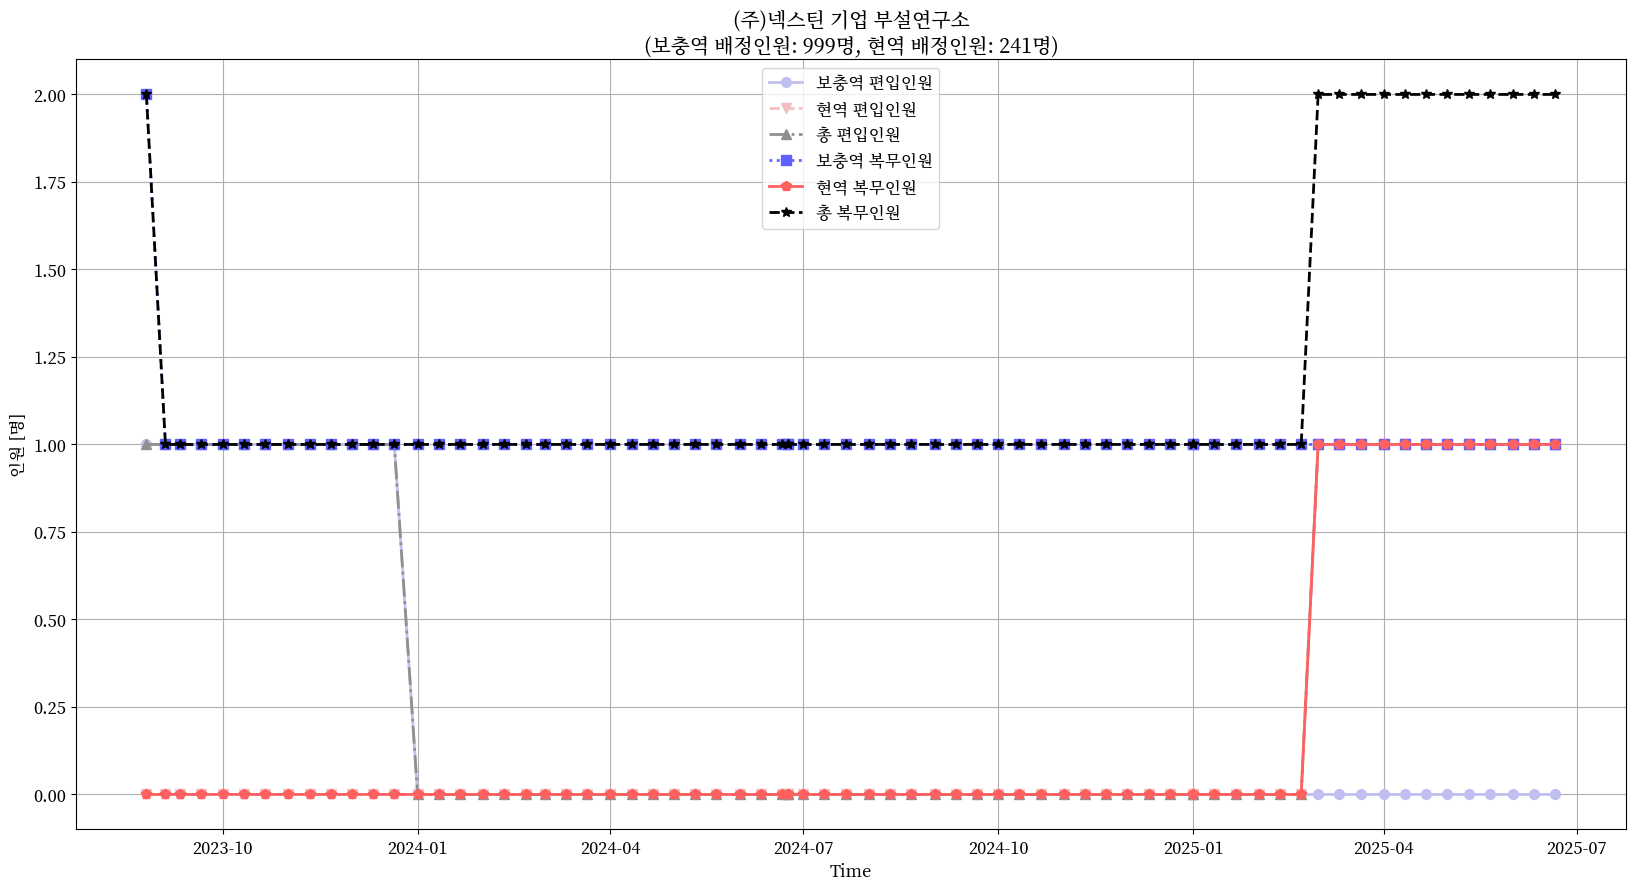 (주)넥스틴 기업 부설연구소
(보충역 배정인원: 999명, 현역 배정인원: 241명)
보충역 편입인원
현역 편입인원
총 편입인원
보충역 복무인원
현역 복무인원
총 복무인원
2.00
1.75
1.50
1.25
1.00
0.75
0.50
0.25
0.00
인원 [명]
2023-10
2024-01
2024-04
2024-07
2024-10
2025-01
2025-04
2025-07
Time